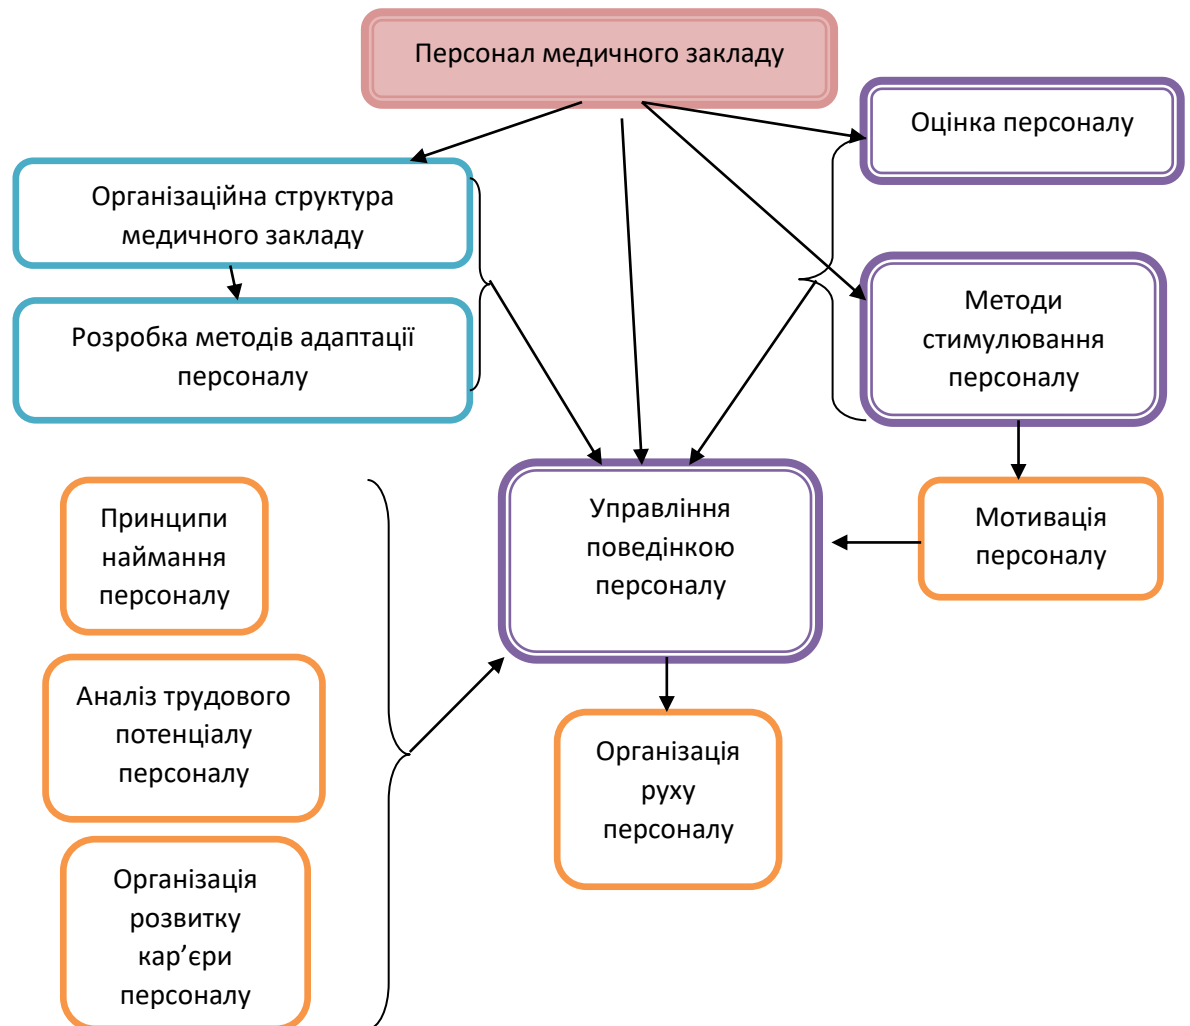 Персонал медичного закладу
Оцінка персоналу
Організаційна структура
медичного закладу
Розробка методів адаптації
персоналу
Методи
стимулювання
персоналу
Принципи
наймання
персоналу
Управління
поведінкою
персоналу
Мотивація
персоналу
Аналіз трудового
потенціалу
персоналу
Організація
руху
персоналу
Організація
розвитку
кар’єри
персоналу